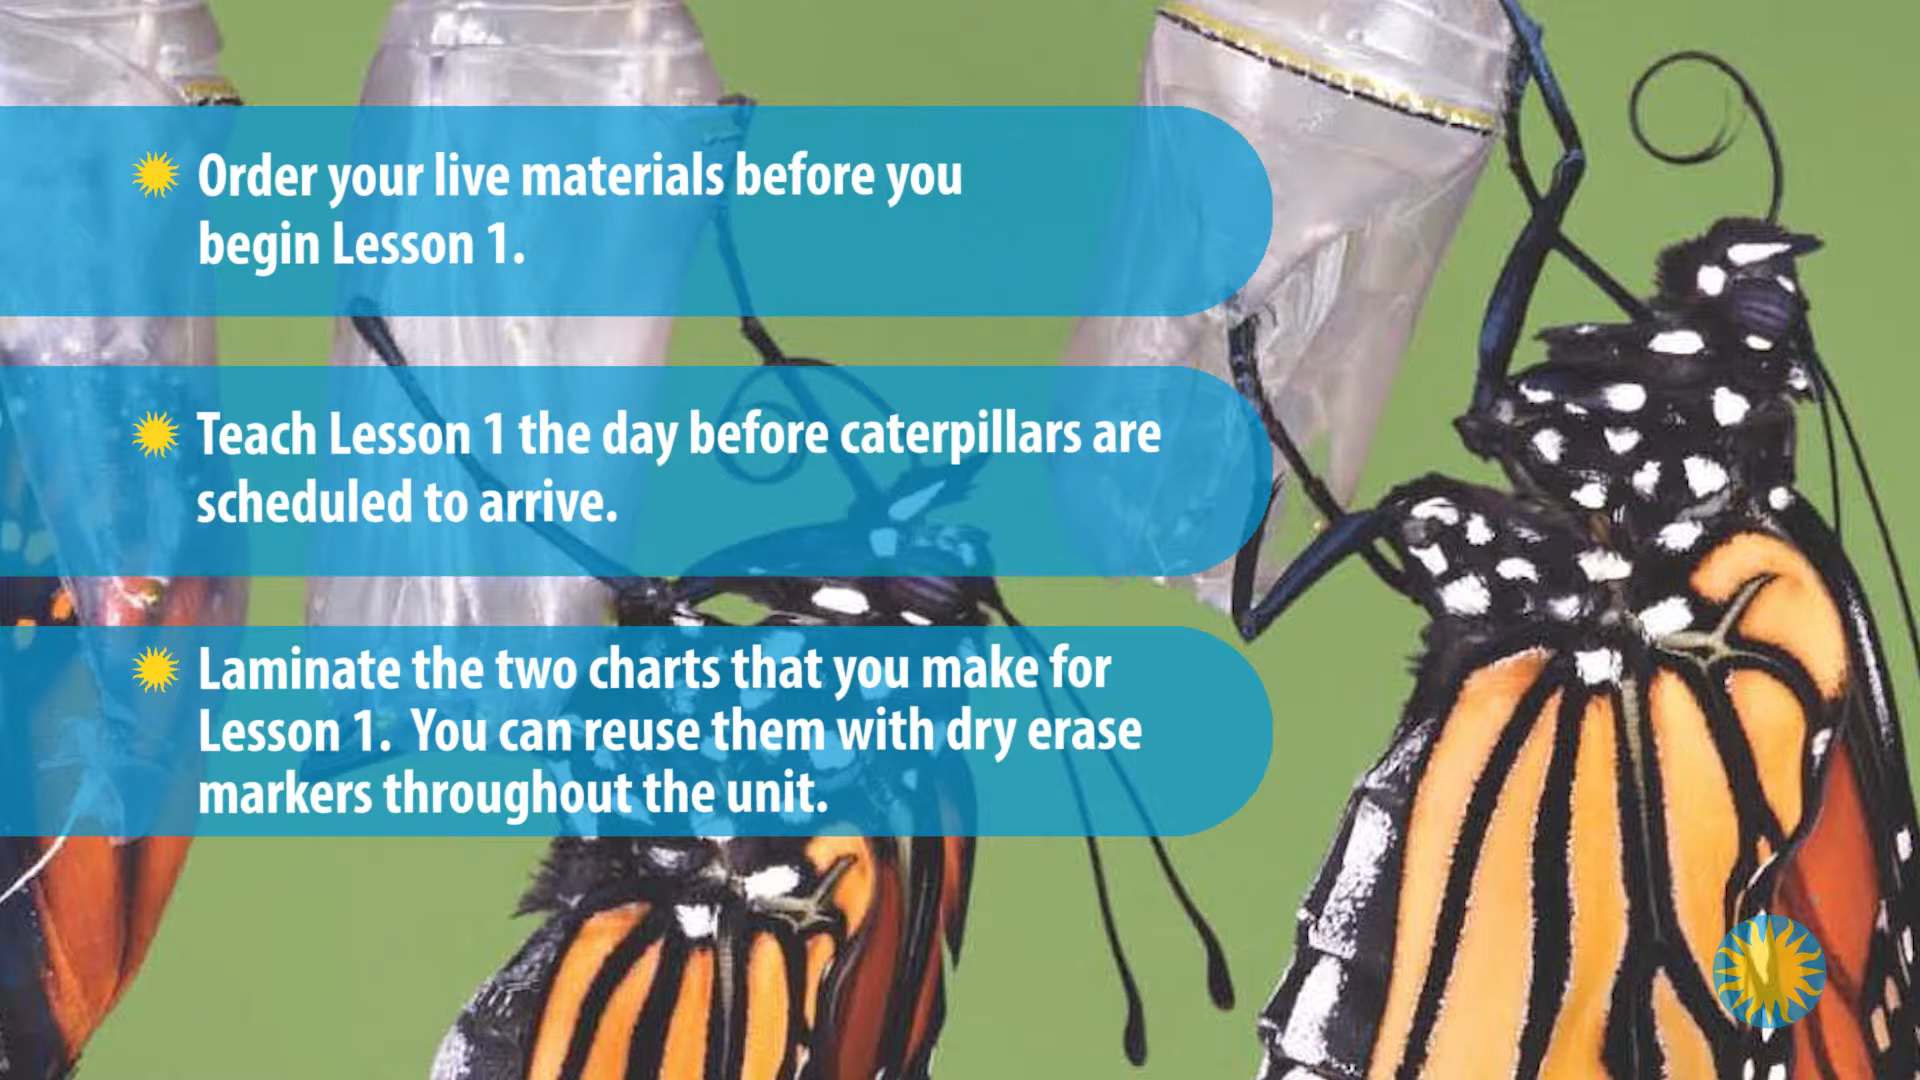 Order your live materials before you
begin Lesson 1.
Teach Lesson 1 the day before caterpillars are
scheduled to arrive.
Laminate the two charts that you make for
Lesson 1.  You can reuse them with dry erase
markers throughout the unit.